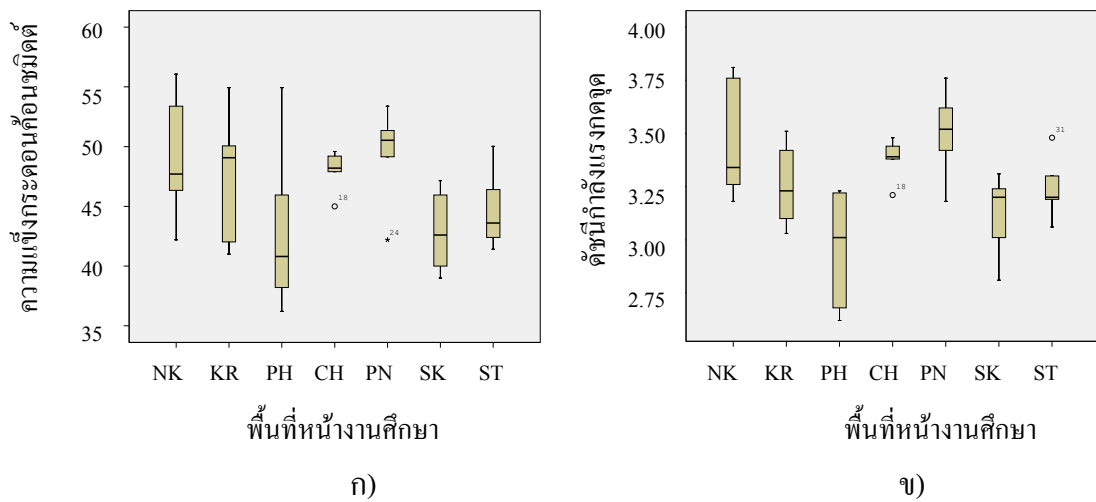 ความแข็งกระดอนค้อนชมิดต์
60
55
50
45
40
35
18
24
NK KR PH CH PN SK ST
พื้นที่หน้างานศึกษา
ก)
ดัชนีกำลังแรงกดจุด
4.00
3.75
3.50
3.25
3.00
2.75
18
31
NK KR PH CH PN SK ST
พื้นที่หน้างานศึกษา
ข)